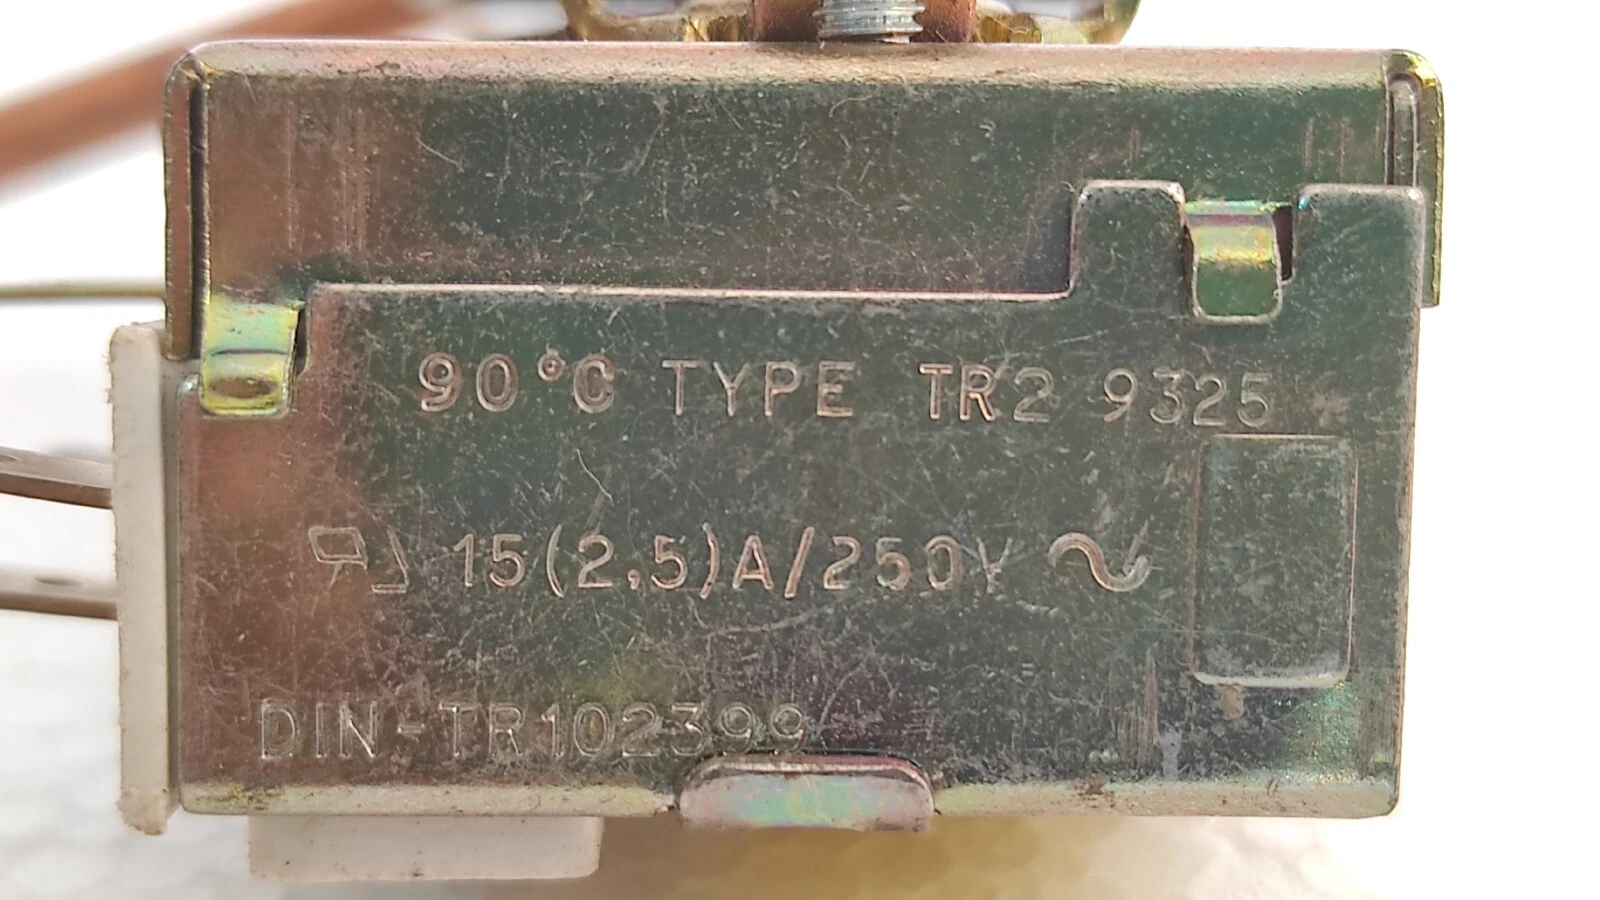 90°C TYPE TR2 9325
15(2,5)A/250V ~
DIN-TR102399